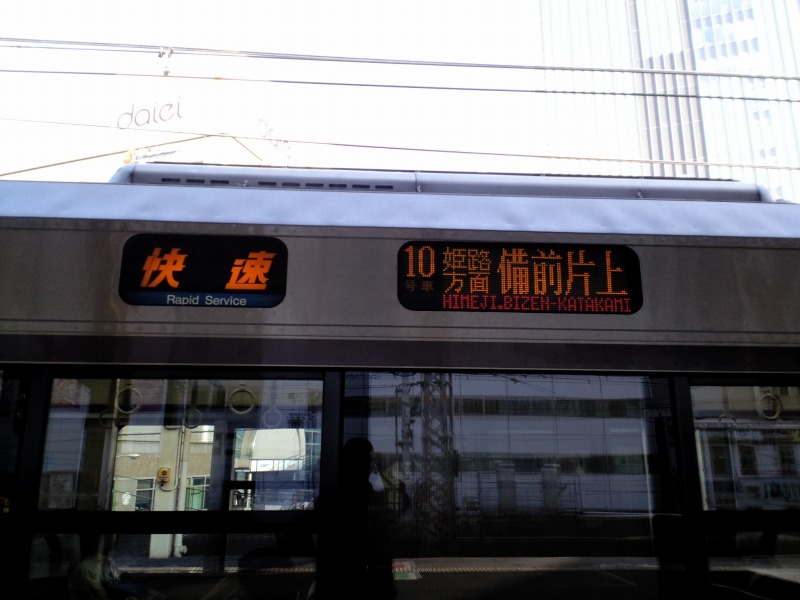 daiei
快速
Rapid Service
10 姫路 備前片上
号車 方面
HIMEJI.BIZEN-KATAKAMI